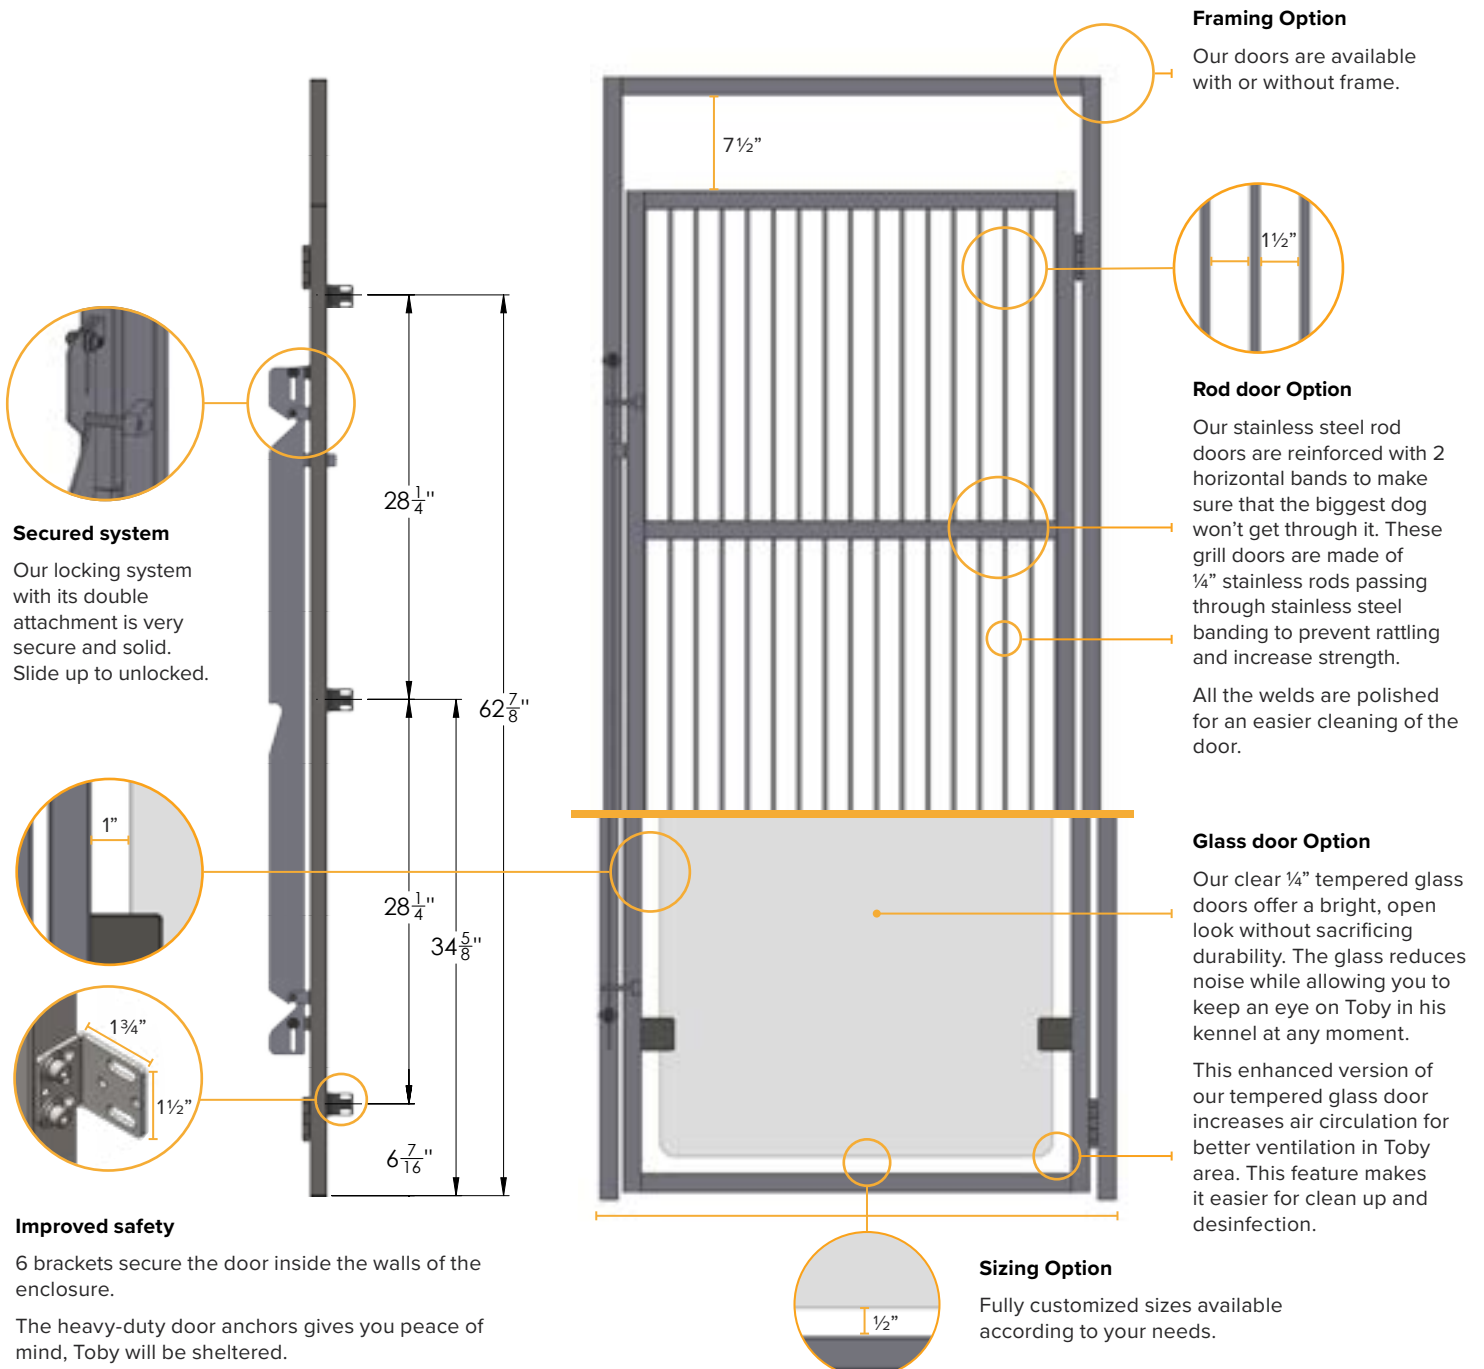 Framing Option
Our doors are available
with or without frame.
7½”
1½”
Rod door Option
Our stainless steel rod
doors are reinforced with 2
horizontal bands to make
sure that the biggest dog
won’t get through it. These
grill doors are made of
¼” stainless rods passing
through stainless steel
banding to prevent rattling
and increase strength.
All the welds are polished
for an easier cleaning of the
door.
Secured system
Our locking system
with its double
attachment is very
secure and solid.
Slide up to unlocked.
28 1/4"
62 7/8"
28 1/4"
34 5/8"
6 7/16"
1”
1¾”
1½”
Glass door Option
Our clear ¼” tempered glass
doors offer a bright, open
look without sacrificing
durability. The glass reduces
noise while allowing you to
keep an eye on Toby in his
kennel at any moment.
This enhanced version of
our tempered glass door
increases air circulation for
better ventilation in Toby
area. This feature makes
it easier for clean up and
desinfection.
Improved safety
6 brackets secure the door inside the walls of the
enclosure.
The heavy-duty door anchors gives you peace of
mind, Toby will be sheltered.
½”
Sizing Option
Fully customized sizes available
according to your needs.